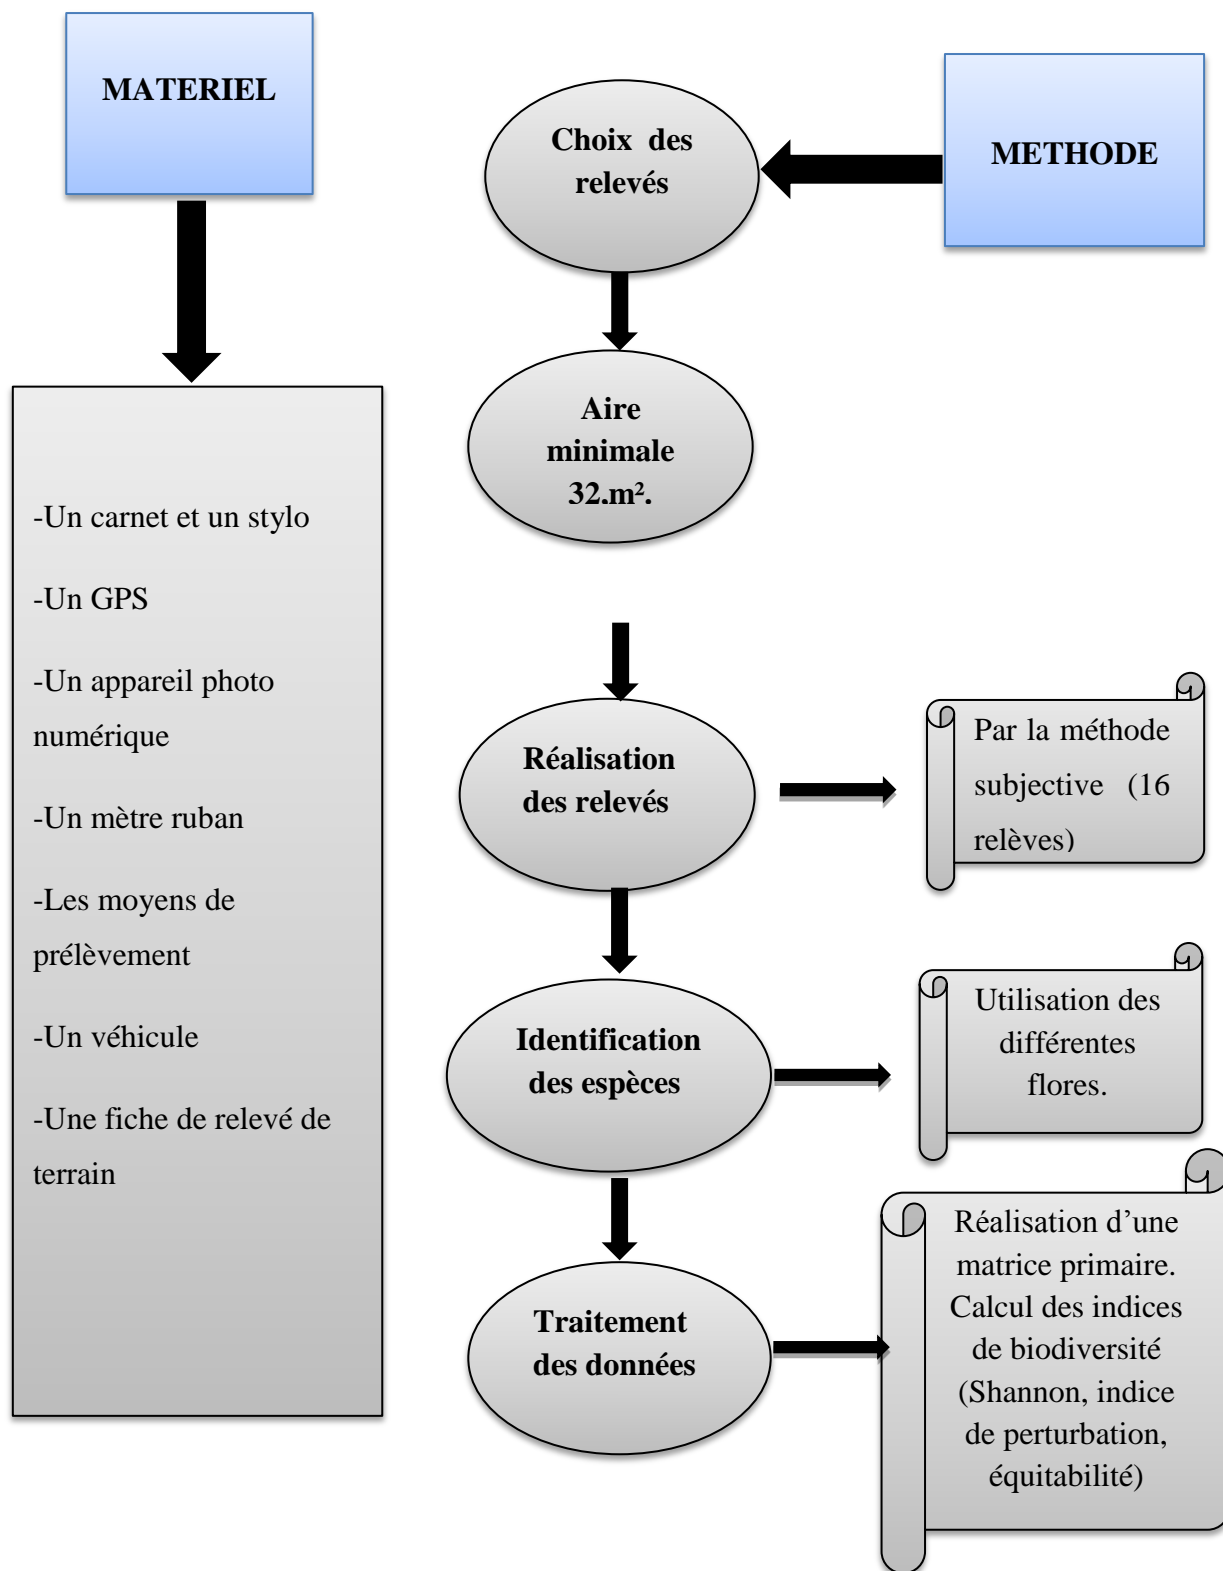 MATERIEL
-Un carnet et un stylo
-Un GPS
-Un appareil photo
numérique
-Un mètre ruban
-Les moyens de
prélèvement
-Un véhicule
-Une fiche de relevé de
terrain
METHODE
Choix des
relevés
Aire
minimale
32.m².
Réalisation
des relevés
Par la méthode
subjective (16
relèves)
Identification
des espèces
Utilisation des
différentes
flores.
Traitement
des données
Réalisation d’une
matrice primaire.
Calcul des indices
de biodiversité
(Shannon, indice
de perturbation,
équitabilité)